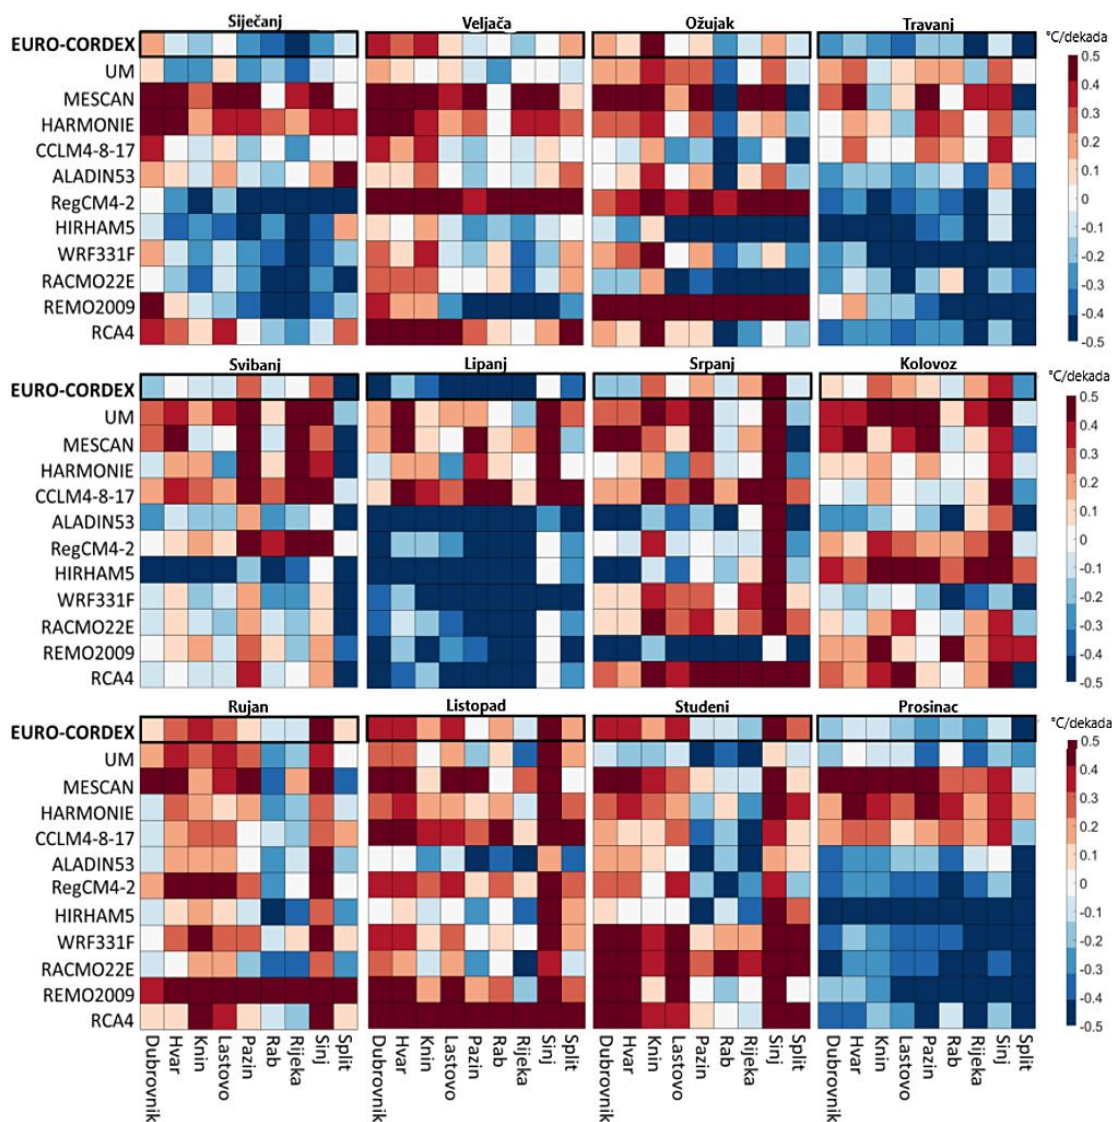 Siječanj Veljača Ožujak Travanj
°C/dekada
EURO-CORDEX 0.5
UM
MESCAN 0.4
HARMONIE 0.3
CCLM4-8-17 0.2
ALADIN53 0.1
RegCM4-2 0
HIRHAM5 -0.1
WRF331F -0.2
RACMO22E -0.3
REMO2009 -0.4
RCA4 -0.5
Svibanj Lipanj Srpanj Kolovoz
°C/dekada
EURO-CORDEX 0.5
UM 0.4
MESCAN 0.3
HARMONIE 0.2
CCLM4-8-17 0.1
ALADIN53
RegCM4-2 0
HIRHAM5 -0.1
WRF331F -0.2
RACMO22E -0.3
REMO2009 -0.4
RCA4 -0.5
Rujan Listopad Studeni Prosinac
°C/dekada
EURO-CORDEX 0.5
UM 0.4
MESCAN 0.3
HARMONIE 0.2
CCLM4-8-17 0.1
ALADIN53
RegCM4-2 0
HIRHAM5 -0.1
WRF331F -0.2
RACMO22E -0.3
REMO2009 -0.4
RCA4 -0.5
Dubrovnik Hvar Knin Lastovo Pazin Rab Rijeka Sinj Split Dubrovnik Hvar Knin Lastovo Pazin Rab Rijeka Sinj Split Dubrovnik Hvar Knin Lastovo Pazin Rab Rijeka Sinj Split Dubrovnik Hvar Knin Lastovo Pazin Rab Rijeka Sinj Split